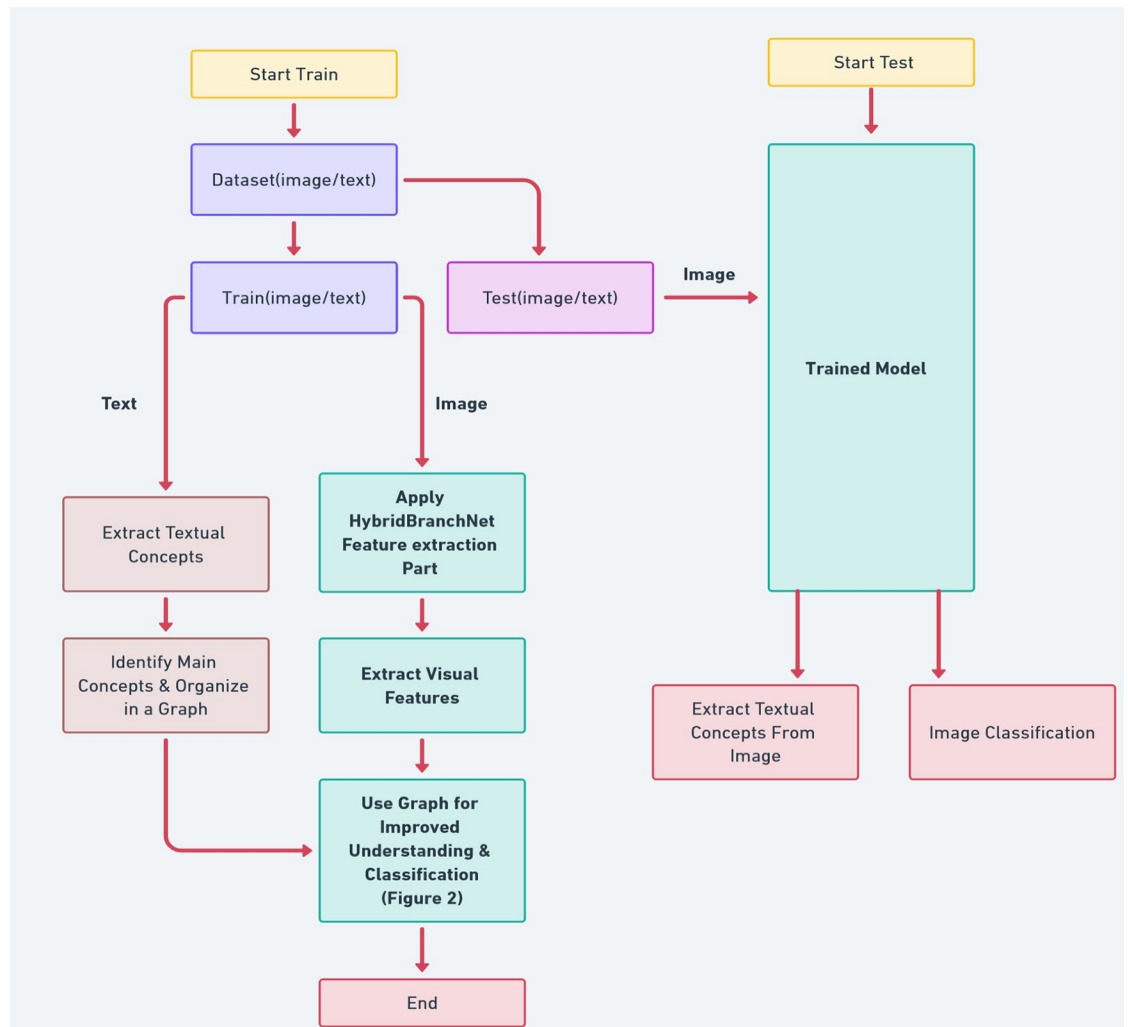 Start Train
Start Test
Dataset(image/text)
Train(image/text)
Test(image/text)
Image
Trained Model
Text
Image
Extract Textual
Concepts
Apply
HybridBranchNet
Feature extraction
Part
Identify Main
Concepts & Organize
in a Graph
Extract Visual
Features
Extract Textual
Concepts From
Image
Image Classification
Use Graph for
Improved
Understanding &
Classification
(Figure 2)
End